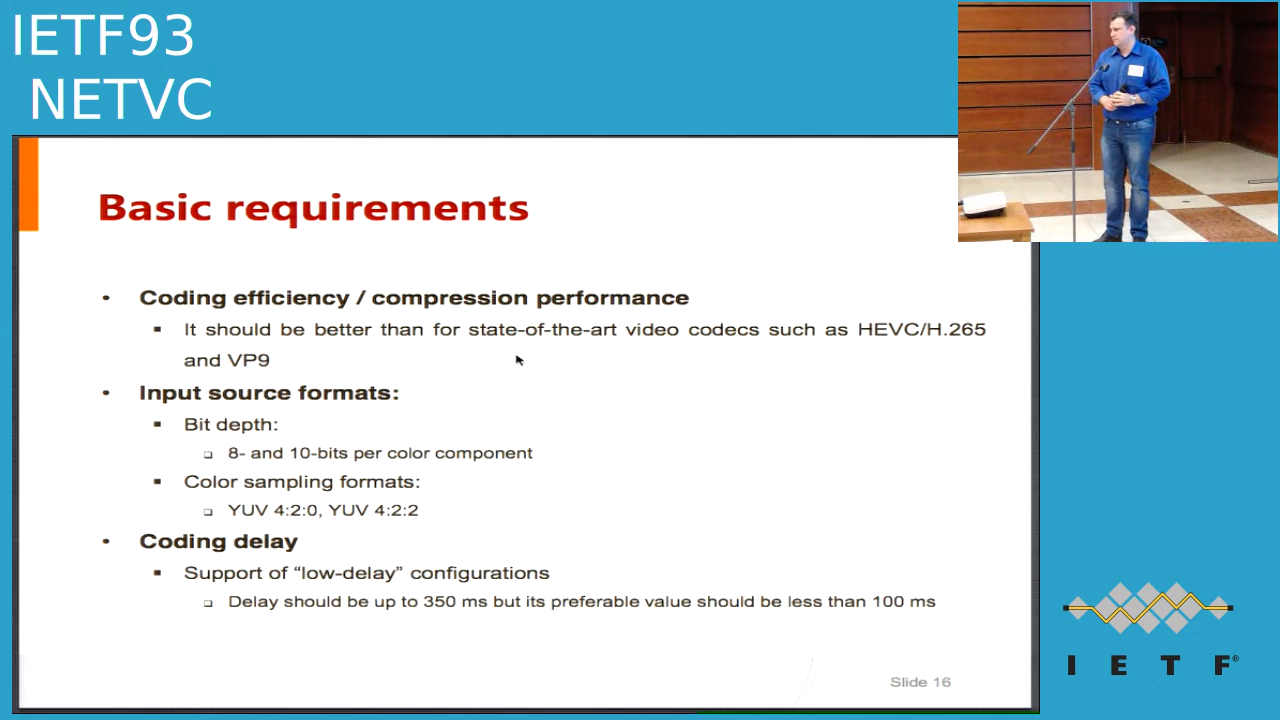 IETF93
NETVC
Basic requirements
• Coding efficiency / compression performance
▪ It should be better than for state-of-the-art video codecs such as HEVC/H.265
and VP9
• Input source formats:
▪ Bit depth:
❑ 8- and 10-bits per color component
▪ Color sampling formats:
❑ YUV 4:2:0, YUV 4:2:2
• Coding delay
▪ Support of “low-delay” configurations
❑ Delay should be up to 350 ms but its preferable value should be less than 100 ms
Slide 16
I E T F®